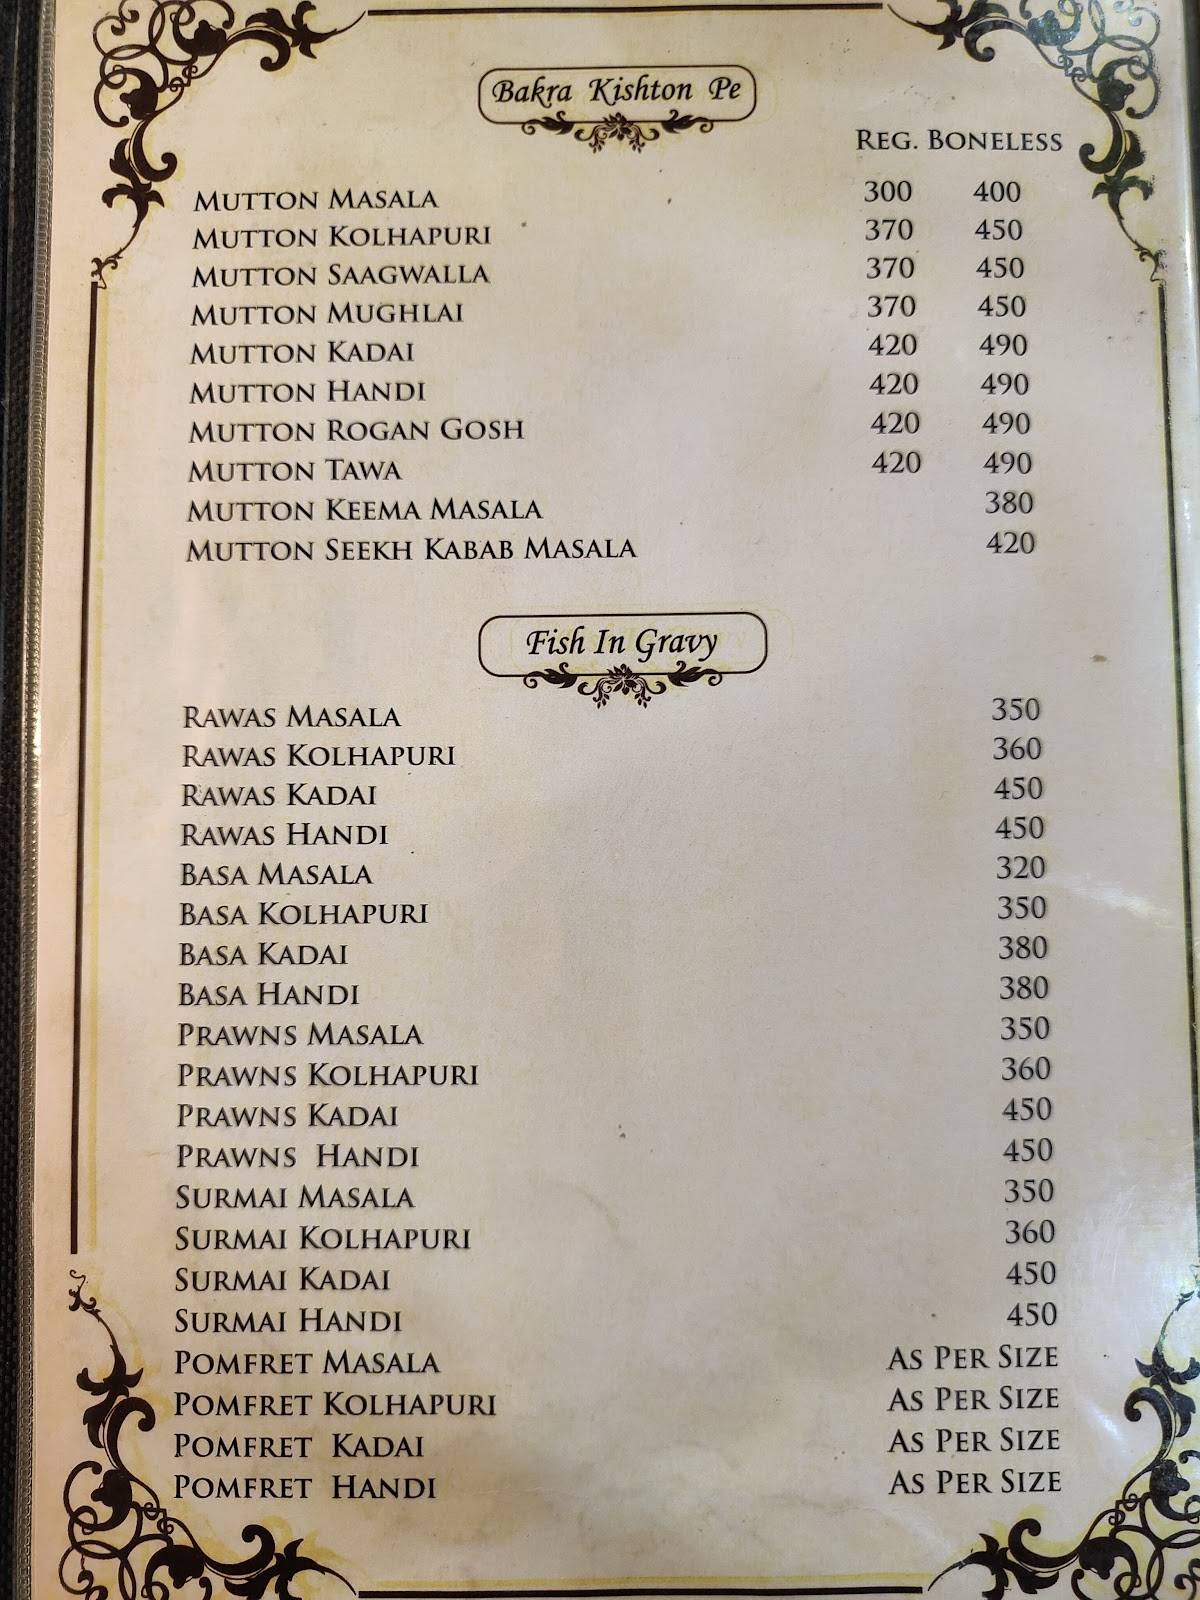 Bakra Kishton Pe
REG. BONELESS
MUTTON MASALA 300 400
MUTTON KOLHAPURI 370 450
MUTTON SAAGWALLA 370 450
MUTTON MUGHLAI 370 450
MUTTON KADAI 420 490
MUTTON HANDI 420 490
MUTTON ROGAN GOSH 420 490
MUTTON TAWA 420 490
MUTTON KEEMA MASALA 380
MUTTON SEEKH KABAB MASALA 420
Fish In Gravy
RAWAS MASALA 350
RAWAS KOLHAPURI 360
RAWAS KADAI 450
RAWAS HANDI 450
BASA MASALA 320
BASA KOLHAPURI 350
BASA KADAI 380
BASA HANDI 380
PRAWNS MASALA 350
PRAWNS KOLHAPURI 360
PRAWNS KADAI 450
PRAWNS HANDI 450
SURMAI MASALA 350
SURMAI KOLHAPURI 360
SURMAI KADAI 450
SURMAI HANDI 450
POMFRET MASALA AS PER SIZE
POMFRET KOLHAPURI AS PER SIZE
POMFRET KADAI AS PER SIZE
POMFRET HANDI AS PER SIZE